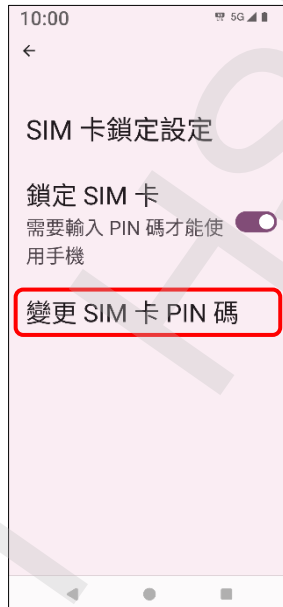 10:00 5G
SIM 卡鎖定設定
鎖定 SIM 卡
需要輸入 PIN 碼才能使
用手機
變更 SIM 卡 PIN 碼